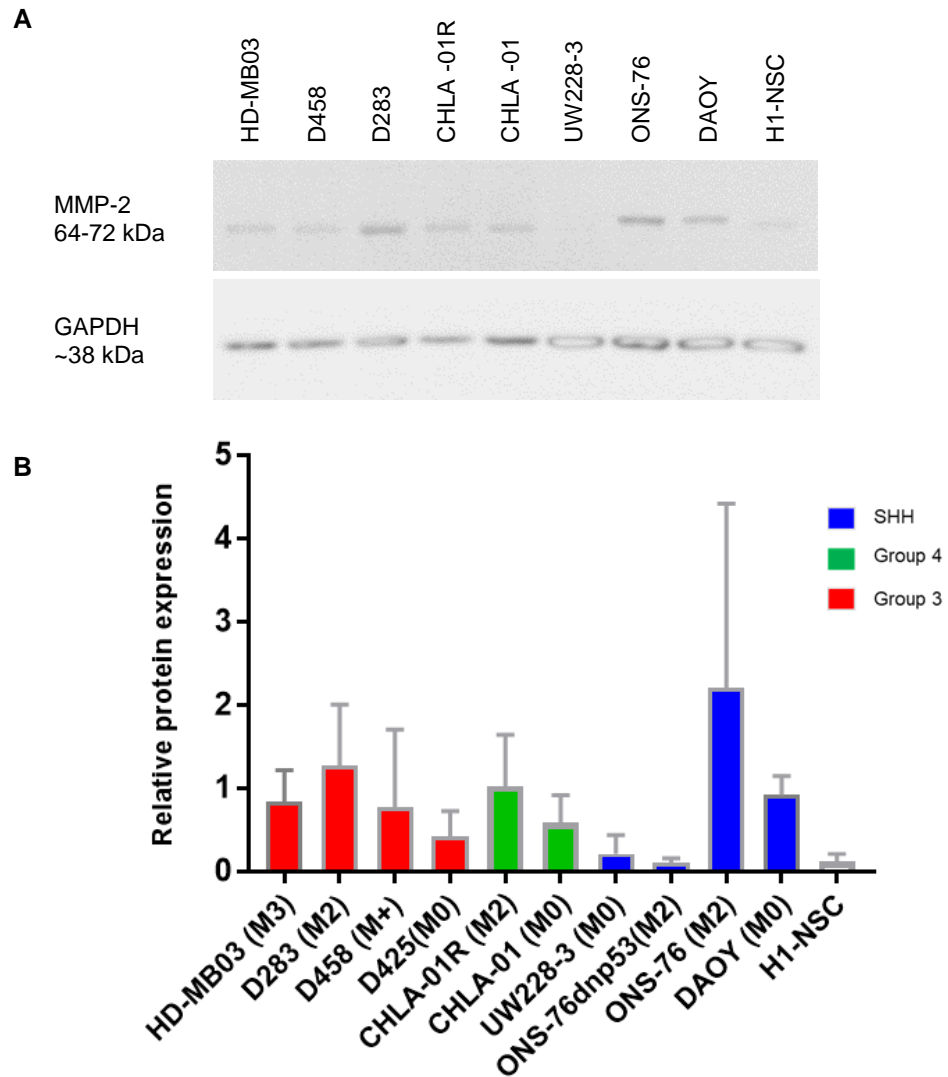 A
HD-MB03
D458
D283
CHLA -01R
CHLA -01
UW228-3
ONS-76
DAOY
H1-NSC
MMP-2
64-72 kDa
GAPDH
~38 kDa
B
Relative protein expression
5
4
3
2
1
0
SHH
Group 4
Group 3
HD-MB03 (M3)
D283 (M2)
D458 (M+)
D425(M0)
CHLA-01R (M2)
CHLA-01 (M0)
UW228-3 (M0)
ONS-76dnp53(M2)
ONS-76 (M2)
DAOY (M0)
H1-NSC